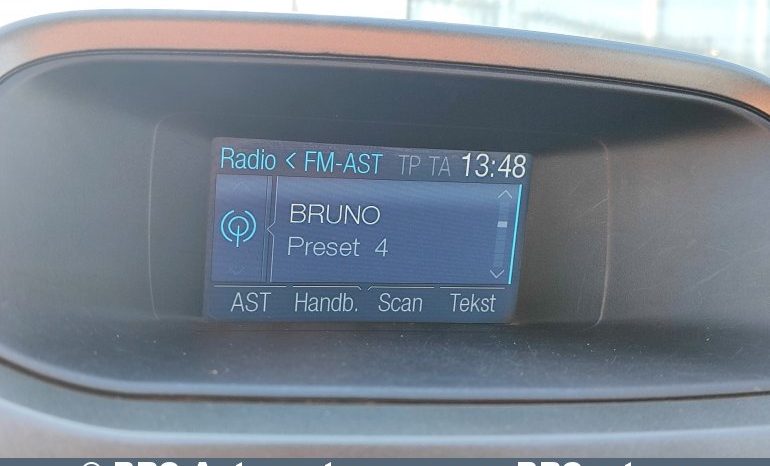 Radio < FM-AST TP TA 13:48
BRUNO
Preset 4
AST Handb. Scan Tekst